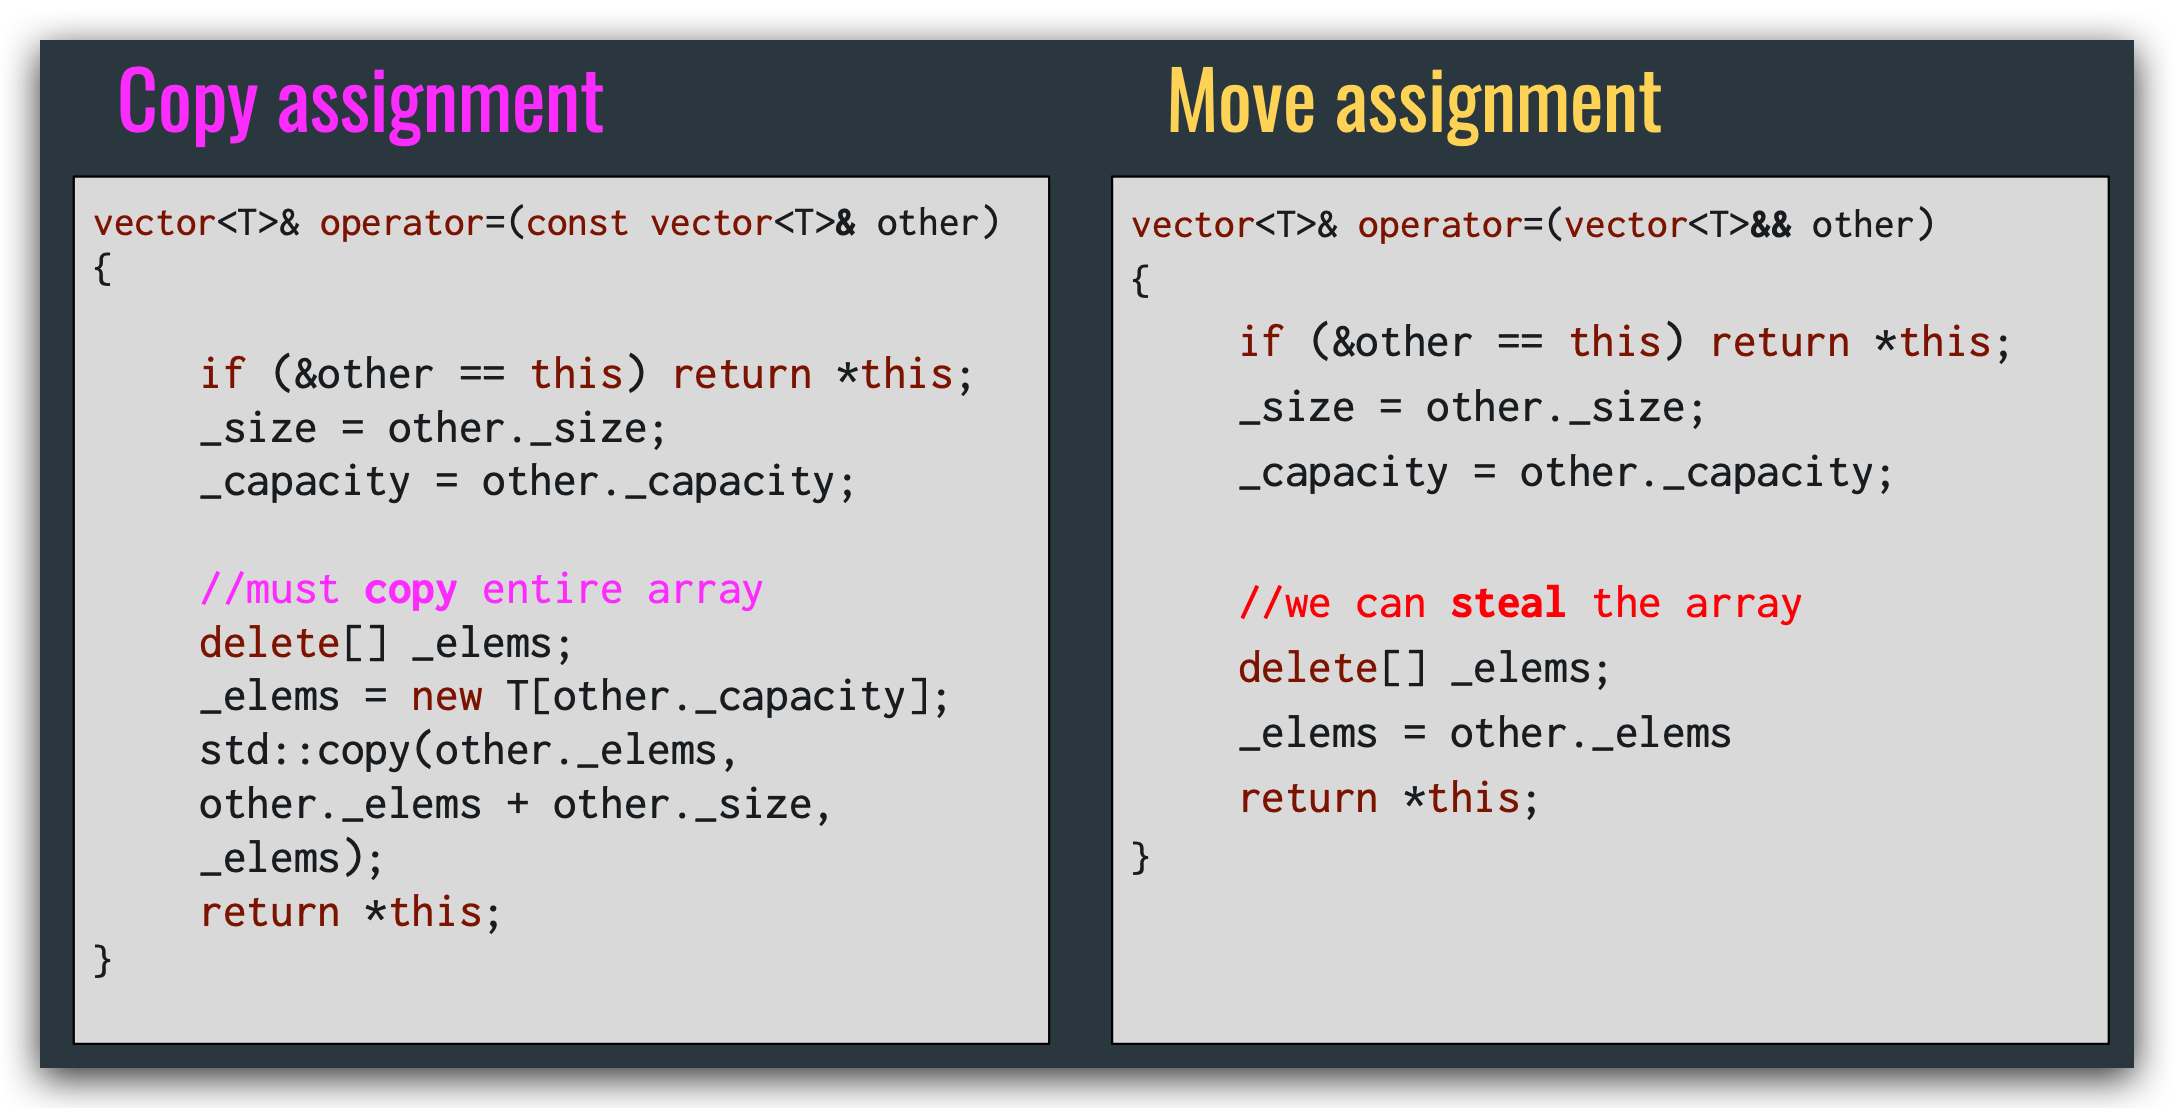 Copy assignment
vector<T>& operator=(const vector<T>& other)
{
if (&other == this) return *this;
_size = other._size;
_capacity = other._capacity;
//must copy entire array
delete[] _elems;
_elems = new T[other._capacity];
std::copy(other._elems,
other._elems + other._size,
_elems);
return *this;
}
Move assignment
vector<T>& operator=(vector<T>&& other)
{
if (&other == this) return *this;
_size = other._size;
_capacity = other._capacity;
//we can steal the array
delete[] _elems;
_elems = other._elems
return *this;
}